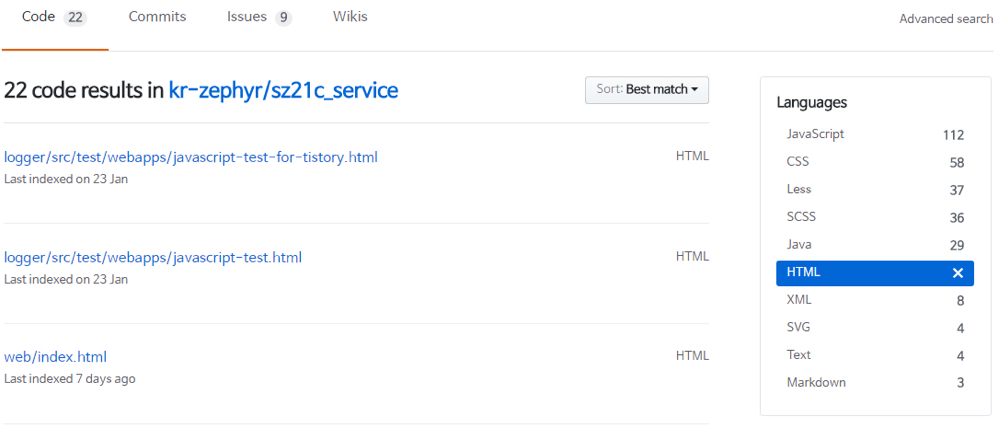 Code 22 Commits Issues 9 Wikis Advanced search
22 code results in kr-zephyr/sz21c_service
Sort: Best match
logger/src/test/webapps/javascript-test-for-tistory.html HTML
Last indexed on 23 Jan
logger/src/test/webapps/javascript-test.html HTML
Last indexed on 23 Jan
web/index.html HTML
Last indexed 7 days ago
Languages
JavaScript 112
CSS 58
Less 37
SCSS 36
Java 29
HTML ✕
XML 8
SVG 4
Text 4
Markdown 3